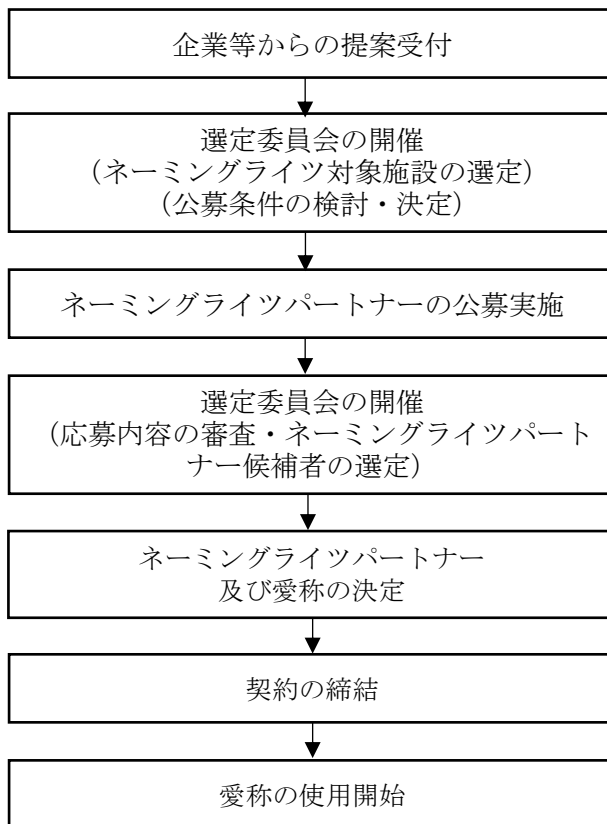 企業等からの提案受付
選定委員会の開催
（ネーミングライツ対象施設の選定）
（公募条件の検討・決定）
ネーミングライツパートナーの公募実施
選定委員会の開催
（応募内容の審査・ネーミングライツパート
ナー候補者の選定）
ネーミングライツパートナー
及び愛称の決定
契約の締結
愛称の使用開始